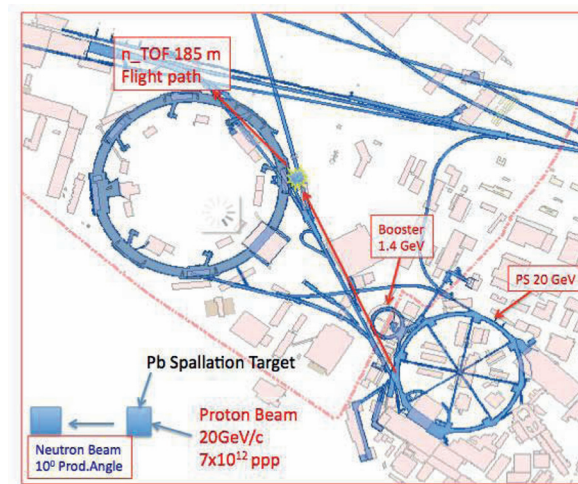 n_TOF 185 m
Flight path
Booster
1.4 GeV
PS 20 GeV
Pb Spallation Target
Proton Beam
20GeV/c
7x10¹² ppp
Neutron Beam
10⁰ Prod.Angle